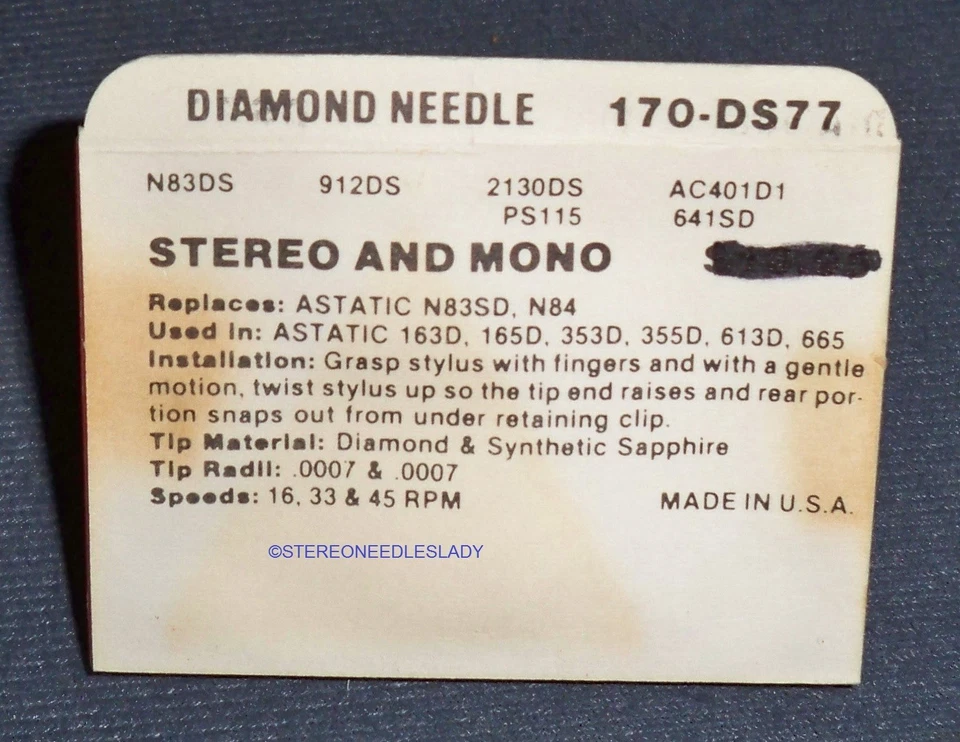 DIAMOND NEEDLE 170-DS77
N83DS 912DS 2130DS AC401D1
PS115 641SD
STEREO AND MONO
Replaces: ASTATIC N83SD, N84
Used in: ASTATIC 163D, 165D, 353D, 355D, 613D, 665
Installation: Grasp stylus with fingers and with a gentle
motion, twist stylus up so the tip end raises and rear por-
tion snaps out from under retaining clip.
Tip Material: Diamond & Synthetic Sapphire
Tip Radii: .0007 & .0007
Speeds: 16, 33 & 45 RPM MADE IN U.S.A.
©STEREONEEDLESLADY